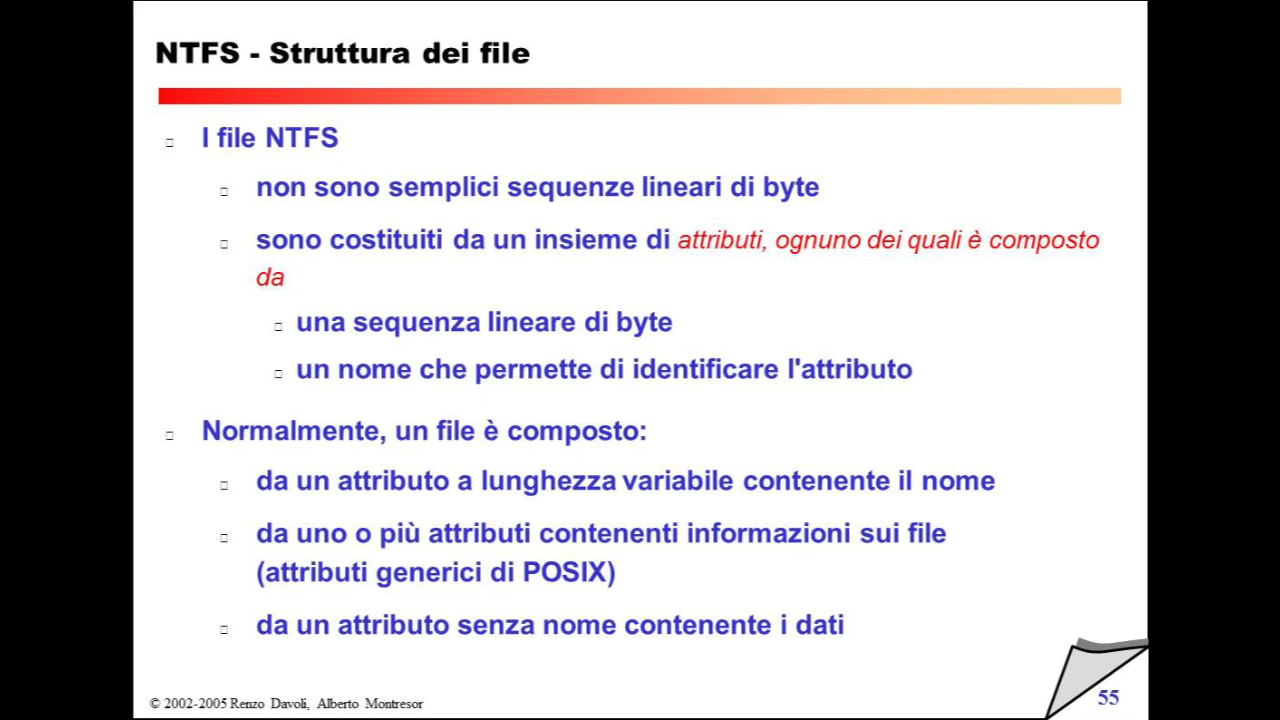 NTFS - Struttura dei file
I file NTFS
non sono semplici sequenze lineari di byte
sono costituiti da un insieme di attributi, ognuno dei quali è composto
da
una sequenza lineare di byte
un nome che permette di identificare l'attributo
Normalmente, un file è composto:
da un attributo a lunghezza variabile contenente il nome
da uno o più attributi contenenti informazioni sui file
(attributi generici di POSIX)
da un attributo senza nome contenente i dati
© 2002-2005 Renzo Davoli, Alberto Montresor
55